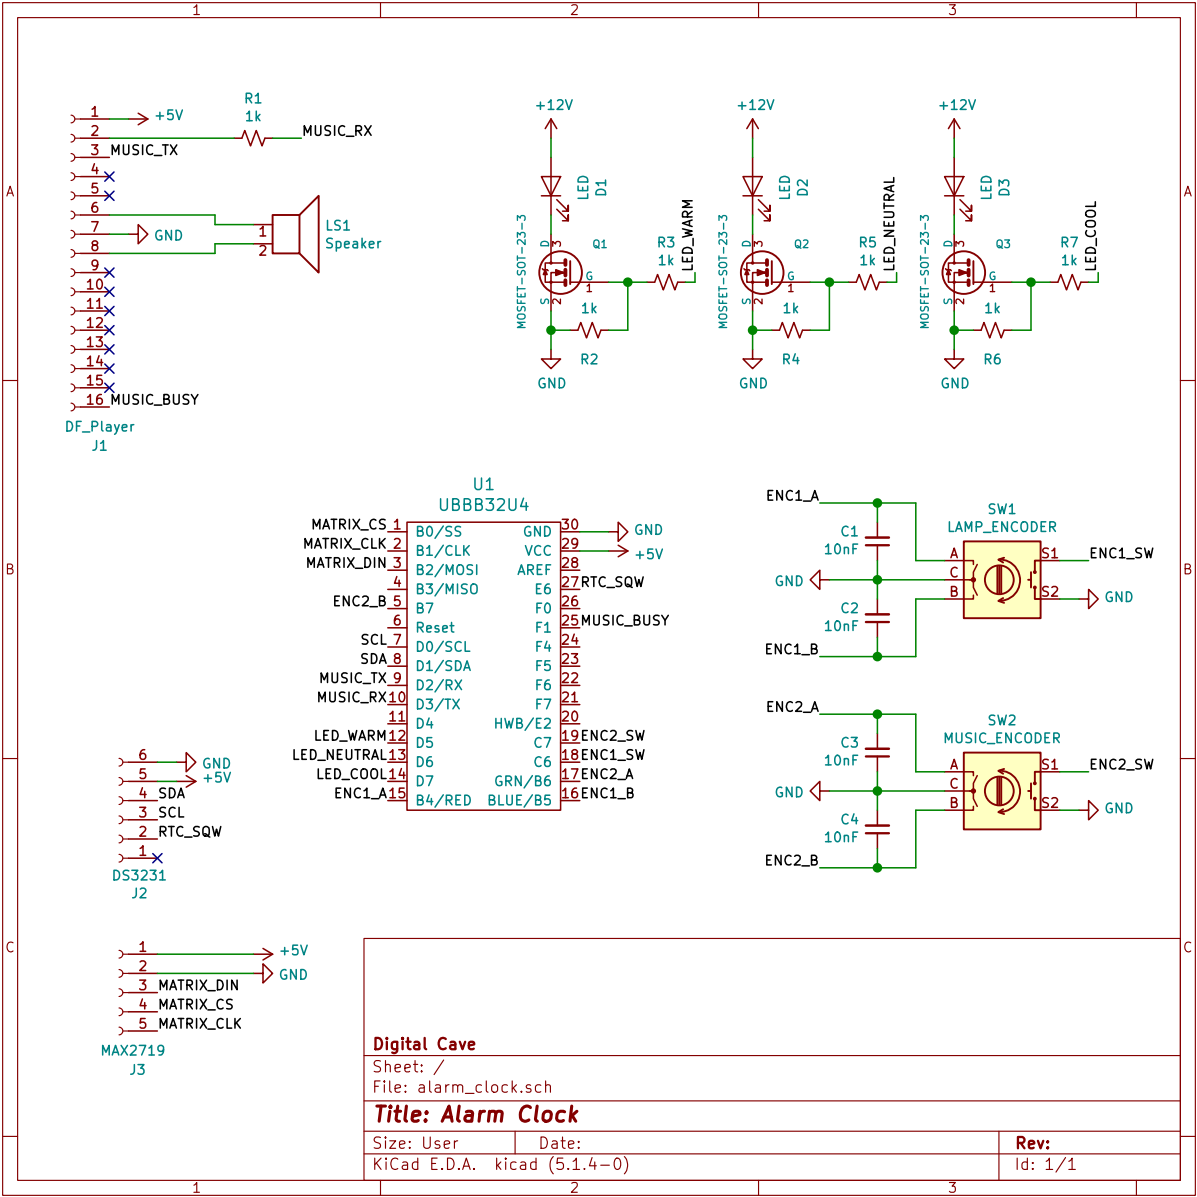 1 2 3
A A
B B
C C
R1
1k
1 +5V
2 MUSIC_RX
3 MUSIC_TX
4
5
6
7 GND
8
9
10
11
12
13
14
15
16 MUSIC_BUSY
DF_Player
J1
1
2
LS1
Speaker
+12V
LED
D1
MOSFET-SOT-23-3
D
3
Q1
G
1
S
2
R3
1k
LED_WARM
1k
R2
GND
+12V
LED
D2
MOSFET-SOT-23-3
D
3
Q2
G
1
S
2
R5
1k
LED_NEUTRAL
1k
R4
GND
+12V
LED
D3
MOSFET-SOT-23-3
D
3
Q3
G
1
S
2
R7
1k
LED_COOL
1k
R6
GND
U1
UBBB32U4
MATRIX_CS 1 B0/SS GND 30 GND
MATRIX_CLK 2 B1/CLK VCC 29 +5V
MATRIX_DIN 3 B2/MOSI AREF 28
4 B3/MISO E6 27 RTC_SQW
ENC2_B 5 B7 F0 26
6 Reset F1 25 MUSIC_BUSY
SCL 7 D0/SCL F4 24
SDA 8 D1/SDA F5 23
MUSIC_TX 9 D2/RX F6 22
MUSIC_RX 10 D3/TX F7 21
11 D4 HWB/E2 20
LED_WARM 12 D5 C7 19 ENC2_SW
LED_NEUTRAL 13 D6 C6 18 ENC1_SW
LED_COOL 14 D7 GRN/B6 17 ENC2_A
ENC1_A 15 B4/RED BLUE/B5 16 ENC1_B
ENC1_A
C1
10nF
GND
C2
10nF
ENC1_B
SW1
LAMP_ENCODER
A S1 ENC1_SW
C
B S2 GND
ENC2_A
C3
10nF
GND
C4
10nF
ENC2_B
SW2
MUSIC_ENCODER
A S1 ENC2_SW
C
B S2 GND
6 GND
5 +5V
4 SDA
3 SCL
2 RTC_SQW
1
DS3231
J2
1 +5V
2 GND
3 MATRIX_DIN
4 MATRIX_CS
5 MATRIX_CLK
MAX2719
J3
Digital Cave
Sheet: /
File: alarm_clock.sch
Title: Alarm Clock
Size: User Date: Rev:
KiCad E.D.A. kicad (5.1.4-0) Id: 1/1
1 2 3